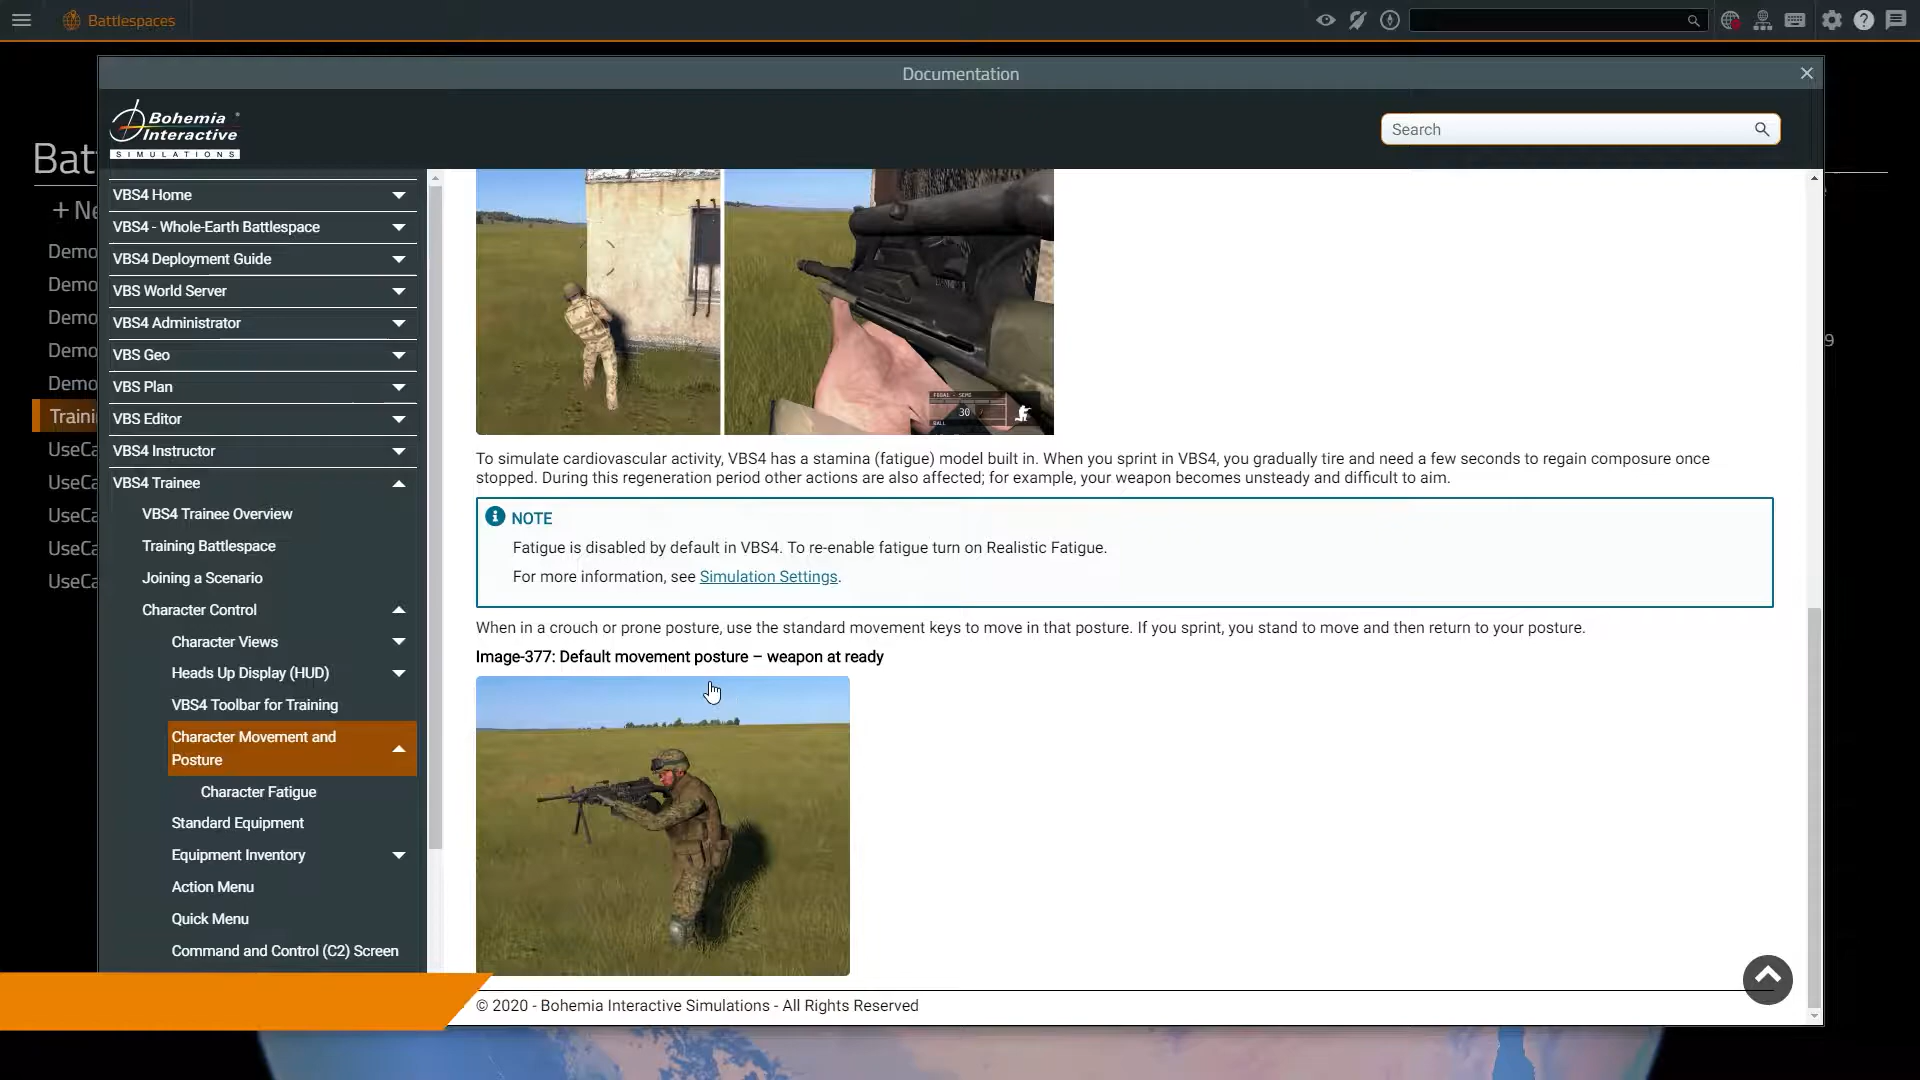 Battlespaces
Documentation
Bohemia
Interactive
SIMULATIONS
Search
Bat
+ Ne
Demo
Demo
Demo
Demo
Demo
Traini
UseCa
UseCa
UseCa
UseCa
UseCa
9
VBS4 Home
VBS4 - Whole-Earth Battlespace
VBS4 Deployment Guide
VBS World Server
VBS4 Administrator
VBS Geo
VBS Plan
VBS Editor
VBS4 Instructor
VBS4 Trainee
VBS4 Trainee Overview
Training Battlespace
Joining a Scenario
Character Control
Character Views
Heads Up Display (HUD)
VBS4 Toolbar for Training
Character Movement and
Posture
Character Fatigue
Standard Equipment
Equipment Inventory
Action Menu
Quick Menu
Command and Control (C2) Screen
30
BALL
To simulate cardiovascular activity, VBS4 has a stamina (fatigue) model built in. When you sprint in VBS4, you gradually tire and need a few seconds to regain composure once
stopped. During this regeneration period other actions are also affected; for example, your weapon becomes unsteady and difficult to aim.
NOTE
Fatigue is disabled by default in VBS4. To re-enable fatigue turn on Realistic Fatigue.
For more information, see Simulation Settings.
When in a crouch or prone posture, use the standard movement keys to move in that posture. If you sprint, you stand to move and then return to your posture.
Image-377: Default movement posture – weapon at ready
© 2020 - Bohemia Interactive Simulations - All Rights Reserved